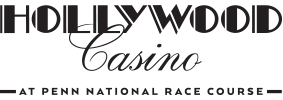 HOLLYWOOD
Casino
AT PENN NATIONAL RACE COURSE